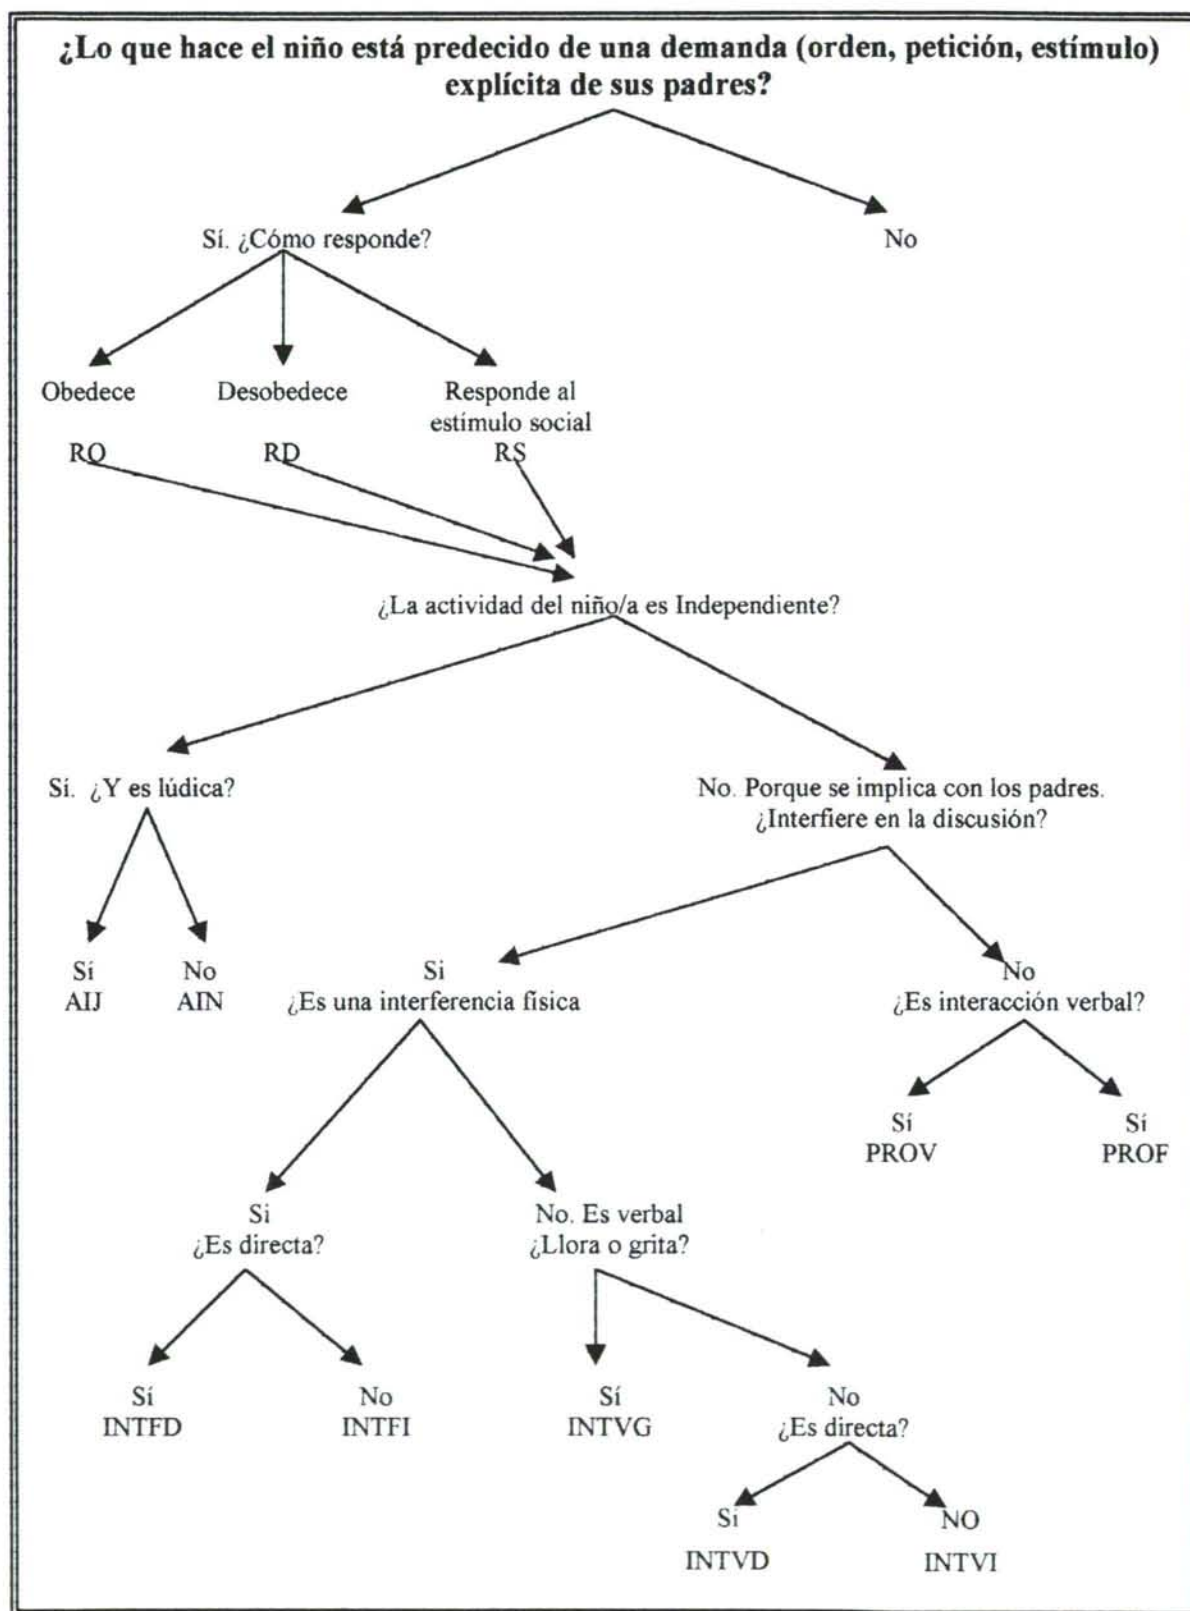 ¿Lo que hace el niño está predecido de una demanda (orden, petición, estímulo)
explícita de sus padres?
Sí. ¿Cómo responde?
No
Obedece
Desobedece
Responde al
estímulo social
RO
RD
RS
¿La actividad del niño/a es Independiente?
Sí. ¿Y es lúdica?
No. Porque se implica con los padres.
¿Interfiere en la discusión?
Sí
AIJ
No
AIN
Si
¿Es una interferencia física
No
¿Es interacción verbal?
Sí
PROV
Sí
PROF
Si
¿Es directa?
No. Es verbal
¿Llora o grita?
Sí
INTFD
No
INTFI
Sí
INTVG
No
¿Es directa?
Si
INTVD
NO
INTVI